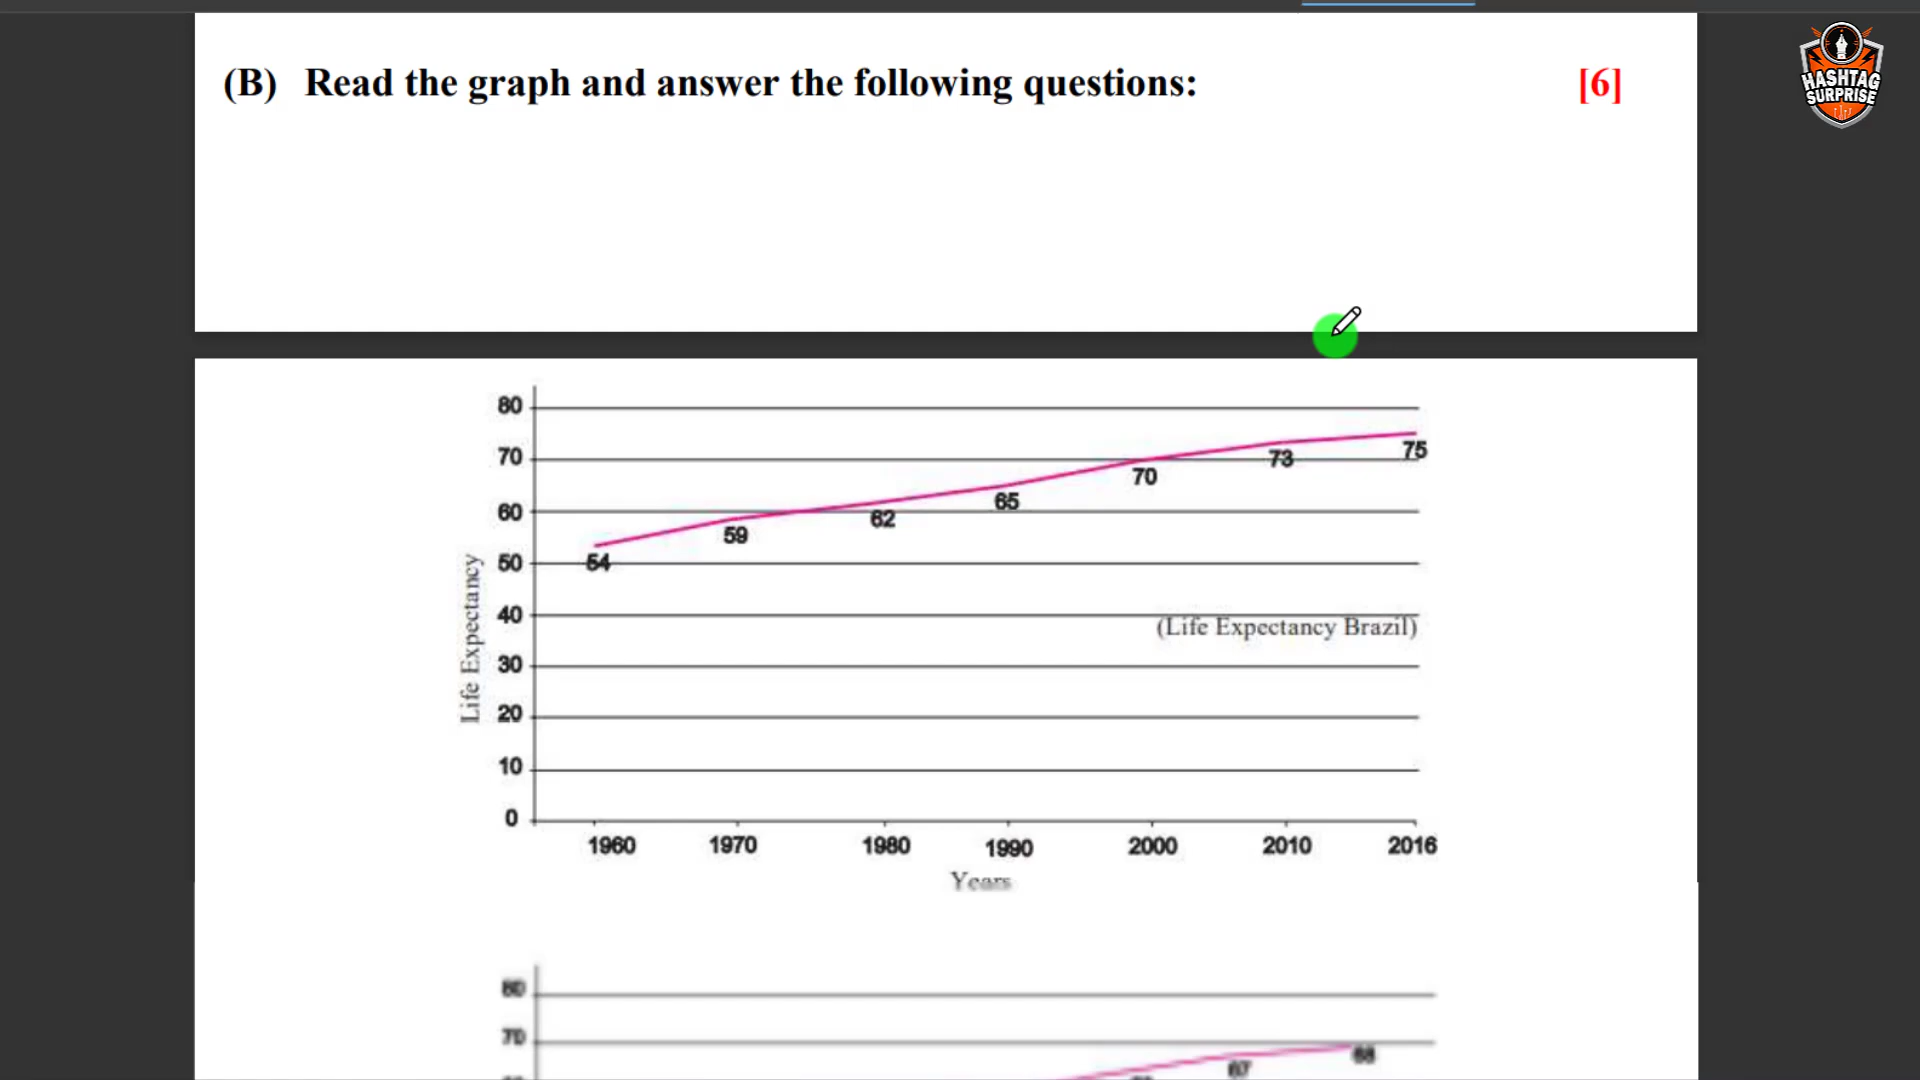 (B) Read the graph and answer the following questions: [6]
HASHTAG
SURPRISE
80
70
60
50
40
30
20
10
0
Life Expectancy
54
59
62
65
70
73
75
(Life Expectancy Brazil)
1960 1970 1980 1990 2000 2010 2016
Years
80
70
67
68